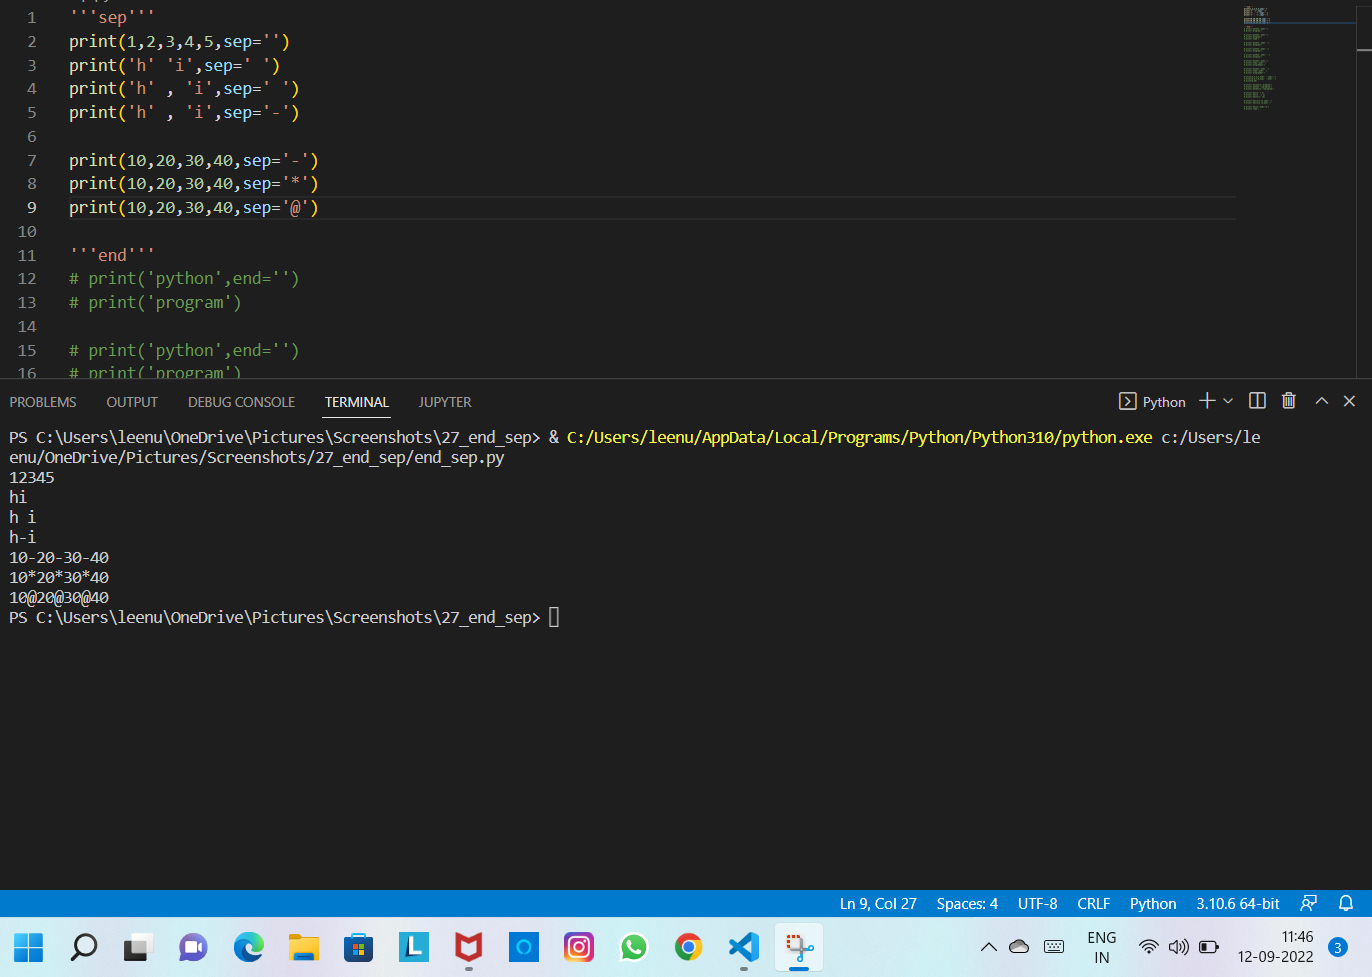 1 '''sep'''
2 print(1,2,3,4,5,sep='')
3 print('h' 'i',sep=' ')
4 print('h' , 'i',sep=' ')
5 print('h' , 'i',sep='-')
6
7 print(10,20,30,40,sep='-')
8 print(10,20,30,40,sep='*')
9 print(10,20,30,40,sep='@')
10
11 '''end'''
12 # print('python',end='')
13 # print('program')
14
15 # print('python',end='')
16 # print('program')
PROBLEMS OUTPUT DEBUG CONSOLE TERMINAL JUPYTER Python
PS C:\Users\leenu\OneDrive\Pictures\Screenshots\27_end_sep> & C:/Users/leenu/AppData/Local/Programs/Python/Python310/python.exe c:/Users/le
enu/OneDrive/Pictures/Screenshots/27_end_sep/end_sep.py
12345
hi
h i
h-i
10-20-30-40
10*20*30*40
10@20@30@40
PS C:\Users\leenu\OneDrive\Pictures\Screenshots\27_end_sep>
Ln 9, Col 27 Spaces: 4 UTF-8 CRLF Python 3.10.6 64-bit
L
ENG
IN
11:46
12-09-2022
3